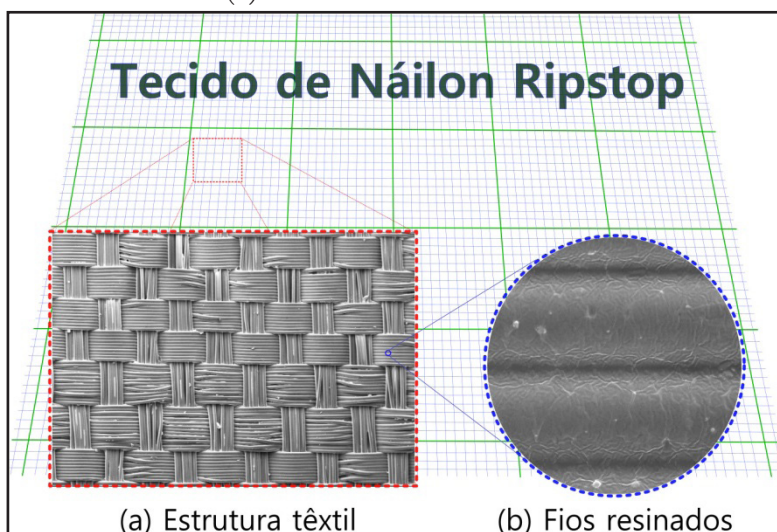 Tecido de Náilon Ripstop
(a) Estrutura têxtil
(b) Fios resinados